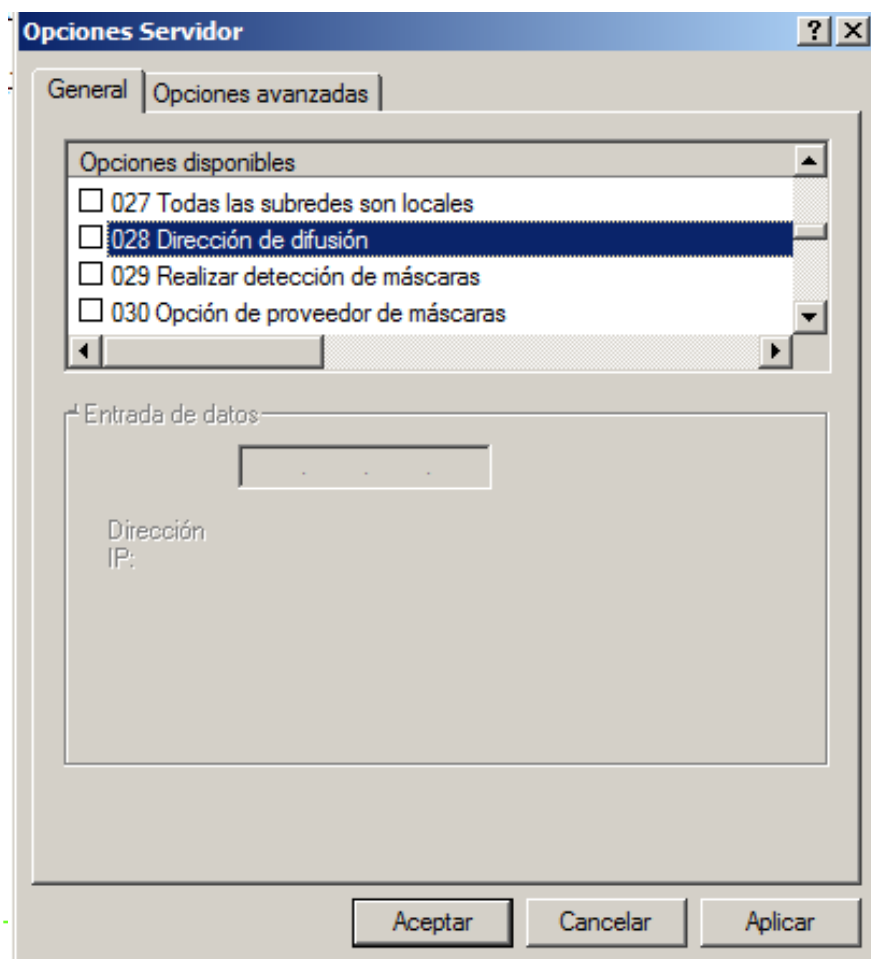 Opciones Servidor
General
Opciones avanzadas
Opciones disponibles
027 Todas las subredes son locales
028 Dirección de difusión
029 Realizar detección de máscaras
030 Opción de proveedor de máscaras
Entrada de datos
. . .
Dirección
IP:
Aceptar
Cancelar
Aplicar